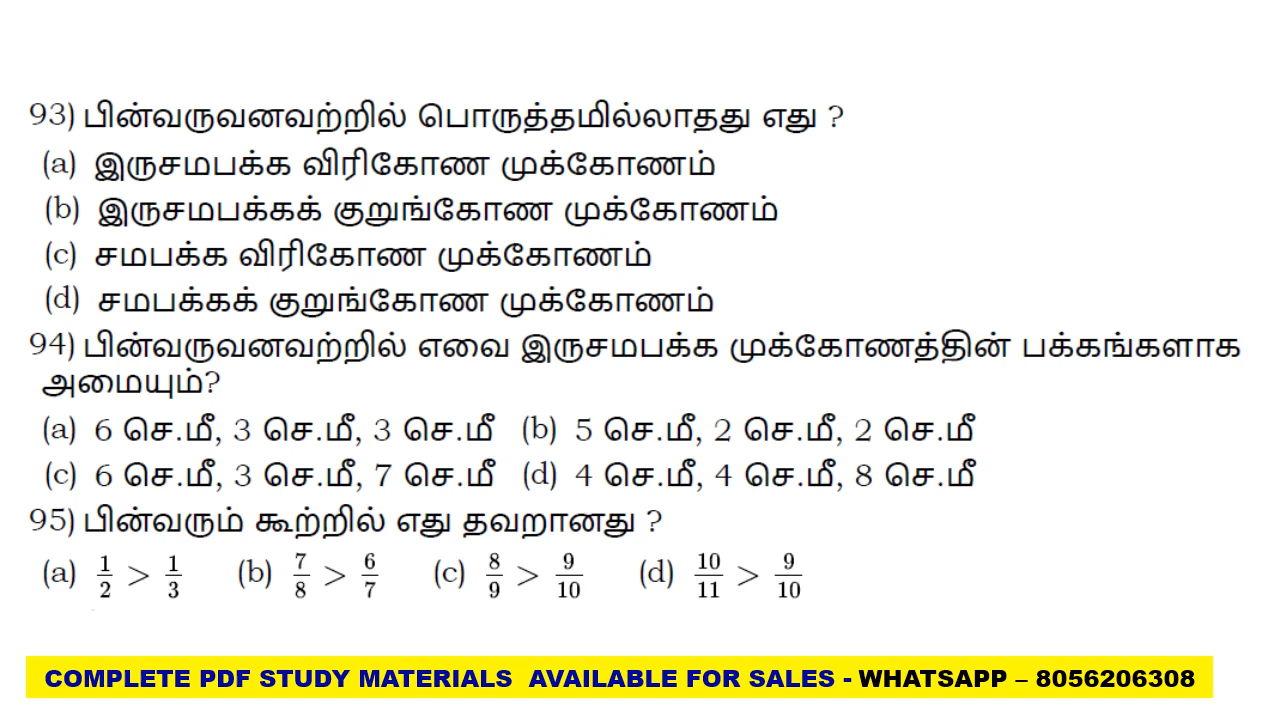 93) பின்வருவனவற்றில் பொருத்தமில்லாதது எது ?
(a) இருசமபக்க விரிகோண முக்கோணம்
(b) இருசமபக்கக் குறுங்கோண முக்கோணம்
(c) சமபக்க விரிகோண முக்கோணம்
(d) சமபக்கக் குறுங்கோண முக்கோணம்
94) பின்வருவனவற்றில் எவை இருசமபக்க முக்கோணத்தின் பக்கங்களாக
அமையும்?
(a) 6 செ.மீ, 3 செ.மீ, 3 செ.மீ (b) 5 செ.மீ, 2 செ.மீ, 2 செ.மீ
(c) 6 செ.மீ, 3 செ.மீ, 7 செ.மீ (d) 4 செ.மீ, 4 செ.மீ, 8 செ.மீ
95) பின்வரும் கூற்றில் எது தவறானது ?
(a) 1/2 > 1/3 (b) 7/8 > 6/7 (c) 8/9 > 9/10 (d) 10/11 > 9/10
COMPLETE PDF STUDY MATERIALS AVAILABLE FOR SALES - WHATSAPP – 8056206308